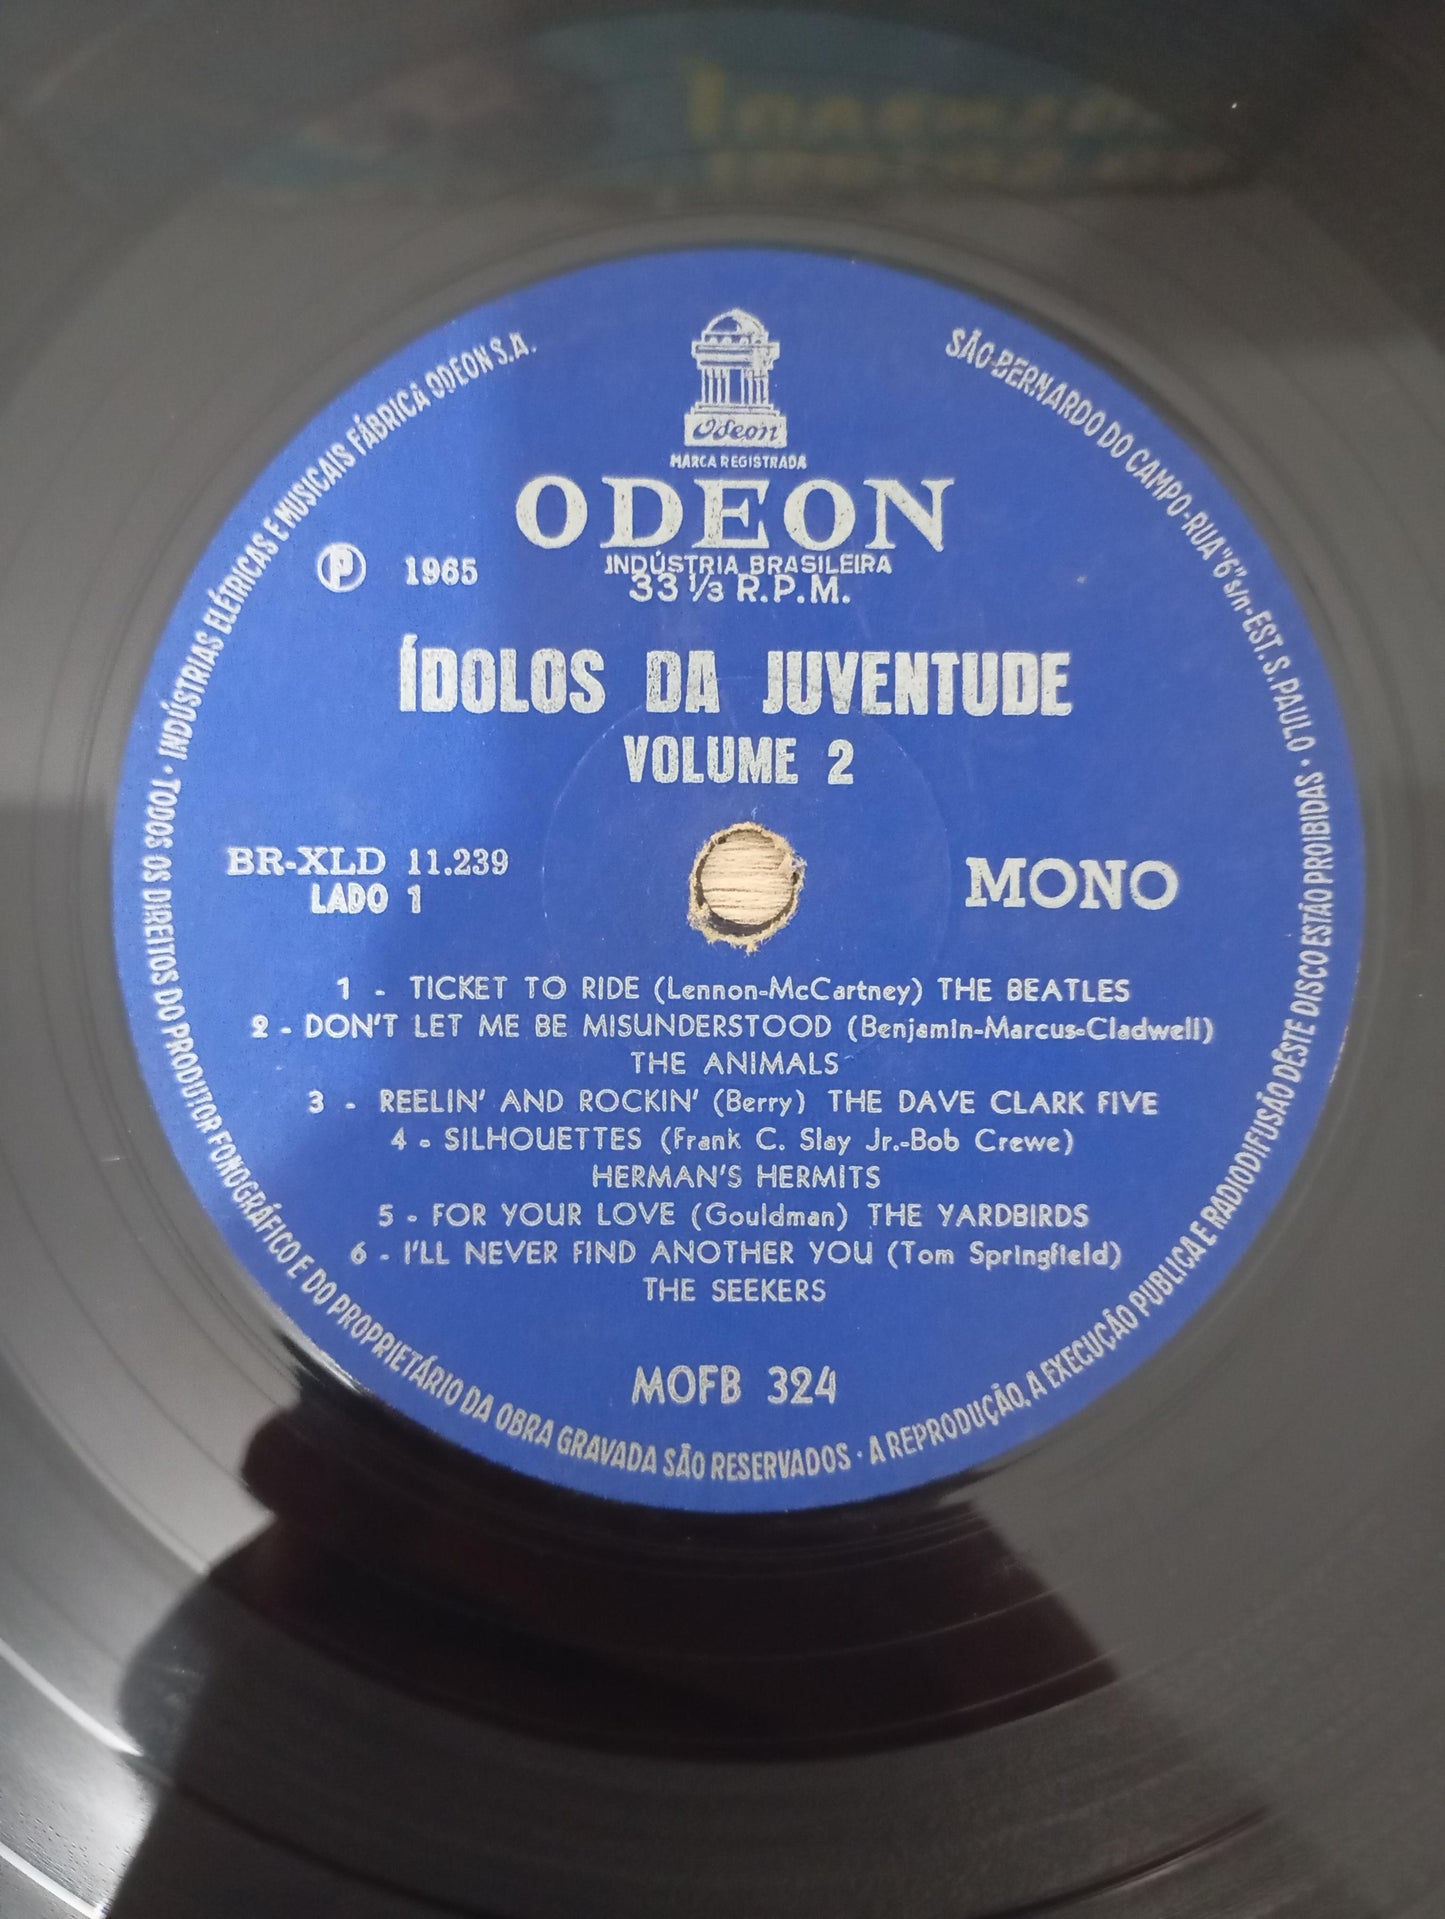 Odeon
MARCA REGISTRADA
ODEON
INDÚSTRIA BRASILEIRA
33 ⅓ R.P.M.
Ⓟ 1965
ÍDOLOS DA JUVENTUDE
VOLUME 2
BR-XLD 11.239
LADO 1
MONO
1 - TICKET TO RIDE (Lennon-McCartney) THE BEATLES
2 - DON'T LET ME BE MISUNDERSTOOD (Benjamin-Marcus-Cladwell)
THE ANIMALS
3 - REELIN' AND ROCKIN' (Berry) THE DAVE CLARK FIVE
4 - SILHOUETTES (Frank C. Slay Jr.-Bob Crewe)
HERMAN'S HERMITS
5 - FOR YOUR LOVE (Gouldman) THE YARDBIRDS
6 - I'LL NEVER FIND ANOTHER YOU (Tom Springfield)
THE SEEKERS
MOFB 324
INDÚSTRIAS ELÉTRICAS E MUSICAIS FÁBRICA ODEON S.A.
SÃO BERNARDO DO CAMPO-RUA "6" s/n-EST. S. PAULO ·
TODOS OS DIREITOS DO PRODUTOR FONOGRÁFICO E DO PROPRIETÁRIO DA OBRA GRAVADA SÃO RESERVADOS · A REPRODUÇÃO, A EXECUÇÃO PUBLICA E RADIODIFUSÃO DÊSTE DISCO ESTÃO PROIBIDAS ·